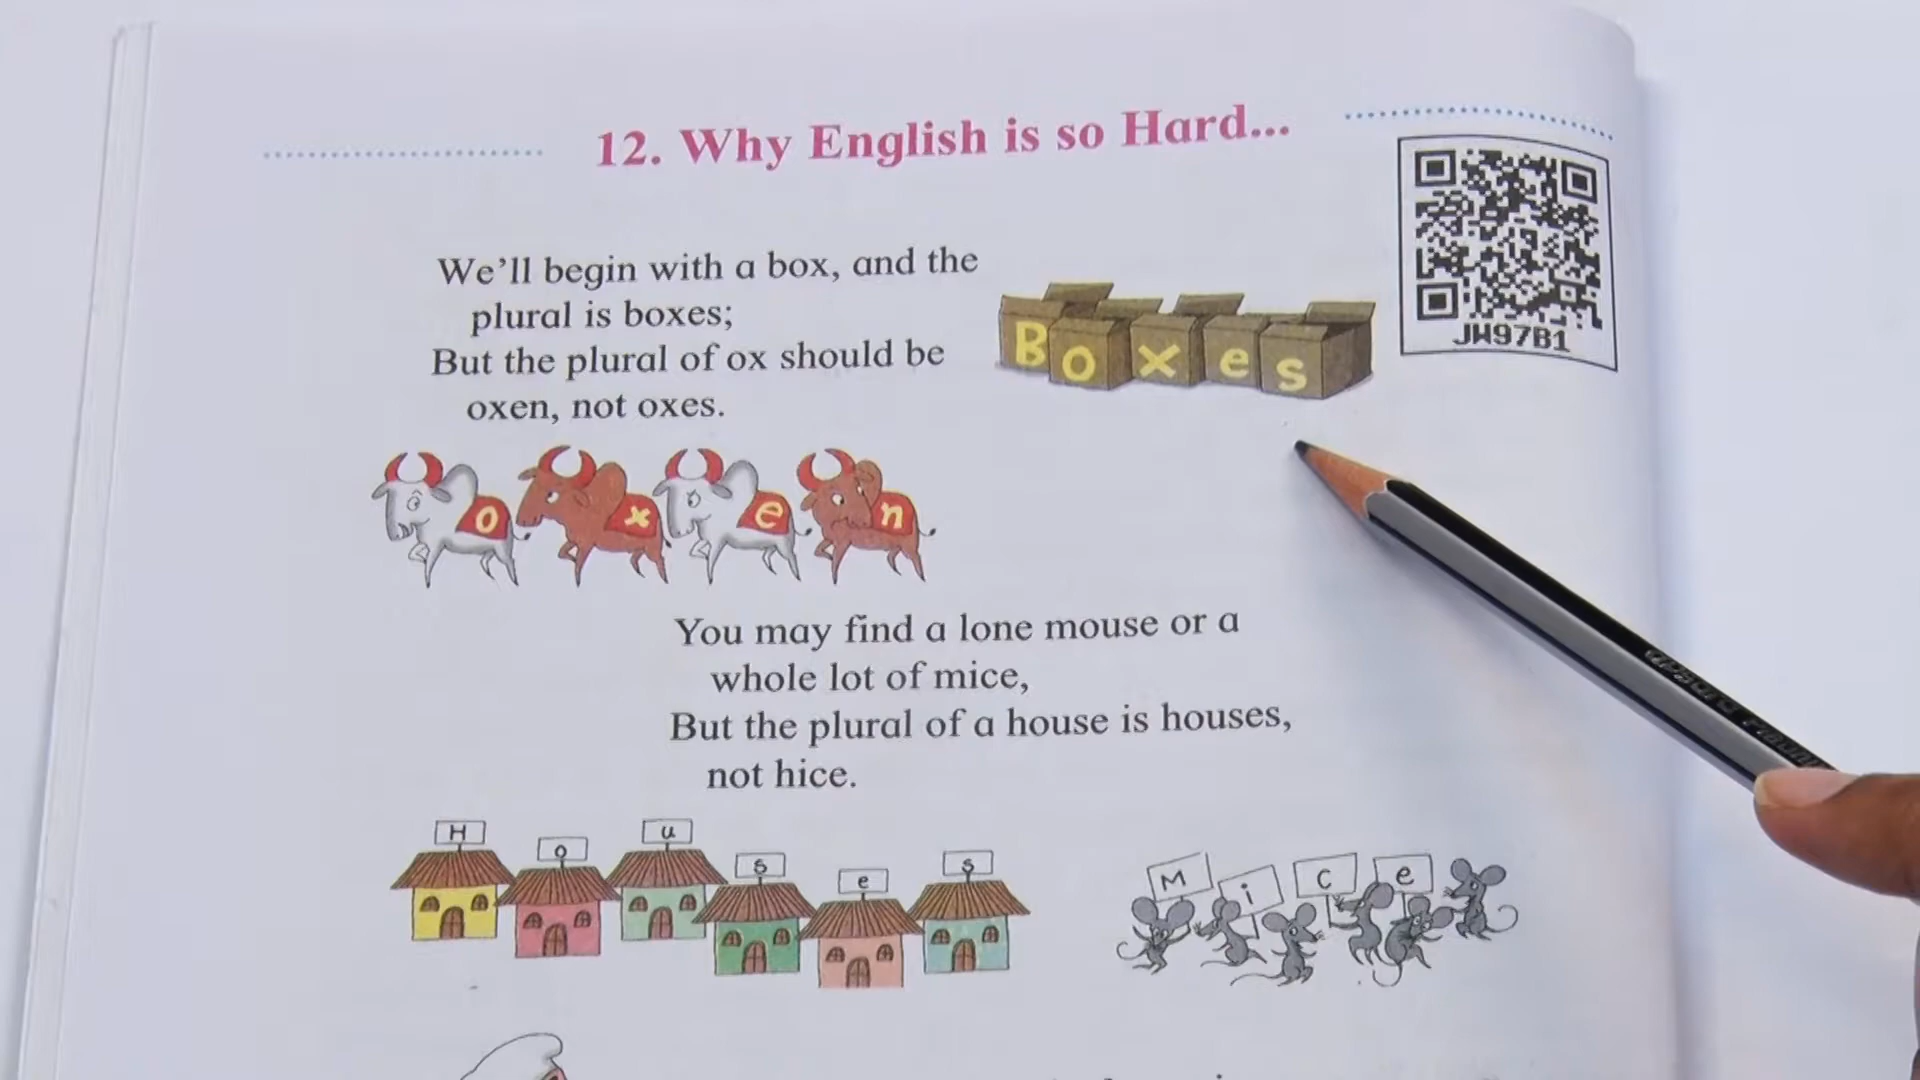 12. Why English is so Hard...
JW97B1
We'll begin with a box, and the
plural is boxes;
But the plural of ox should be
oxen, not oxes.
Boxes
oxen
You may find a lone mouse or a
whole lot of mice,
But the plural of a house is houses,
not hice.
Houses
Mice